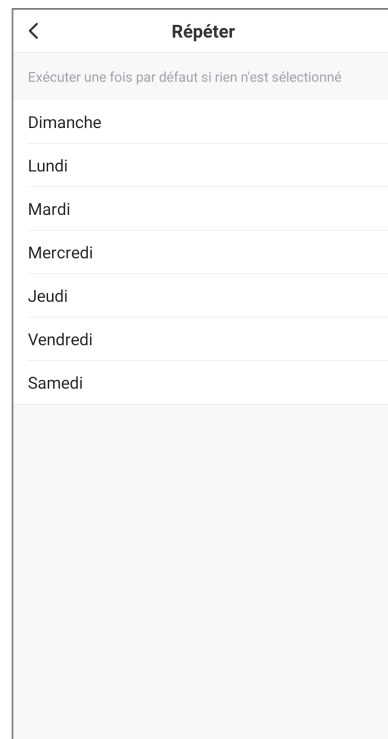 Répéter
Exécuter une fois par défaut si rien n'est sélectionné
Dimanche
Lundi
Mardi
Mercredi
Jeudi
Vendredi
Samedi